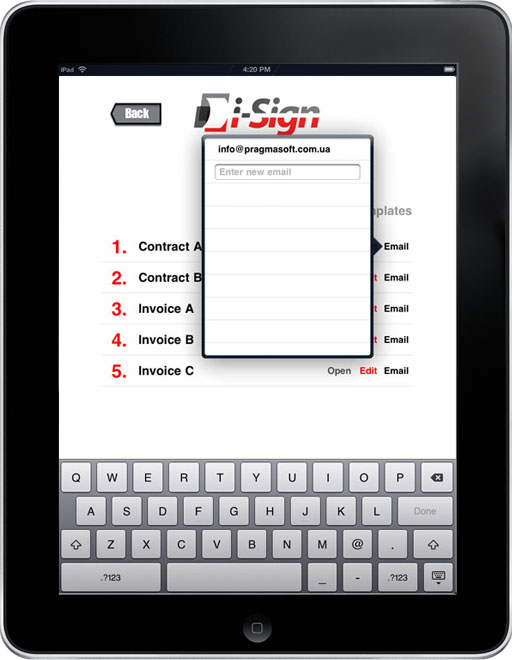 iPad 4:20 PM
Back i-Sign
info@pragmasoft.com.ua
Enter new email
1. Contract A Email
2. Contract B Email
3. Invoice A Email
4. Invoice B Email
5. Invoice C Open Edit Email
Q W E R T Y U I O P
A S D F G H J K L Done
Z X C V B N M @ .
.?123 _ - .?123